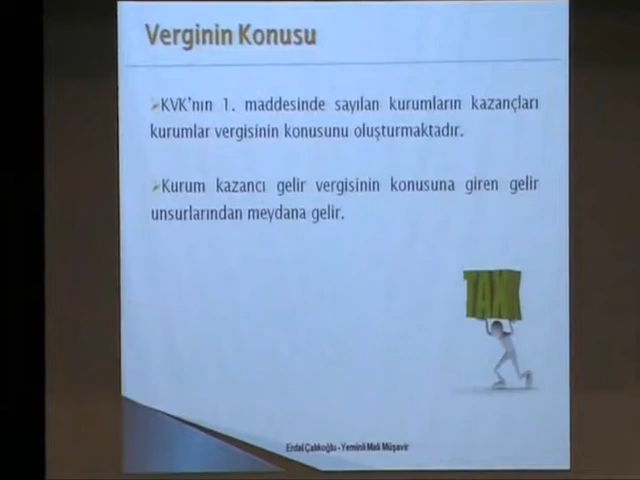 Verginin Konusu
➢KVK'nın 1. maddesinde sayılan kurumların kazançları
kurumlar vergisinin konusunu oluşturmaktadır.
➢Kurum kazancı gelir vergisinin konusuna giren gelir
unsurlarından meydana gelir.
TAX
Erdal Çalıkoğlu - Yeminli Mali Müşavir